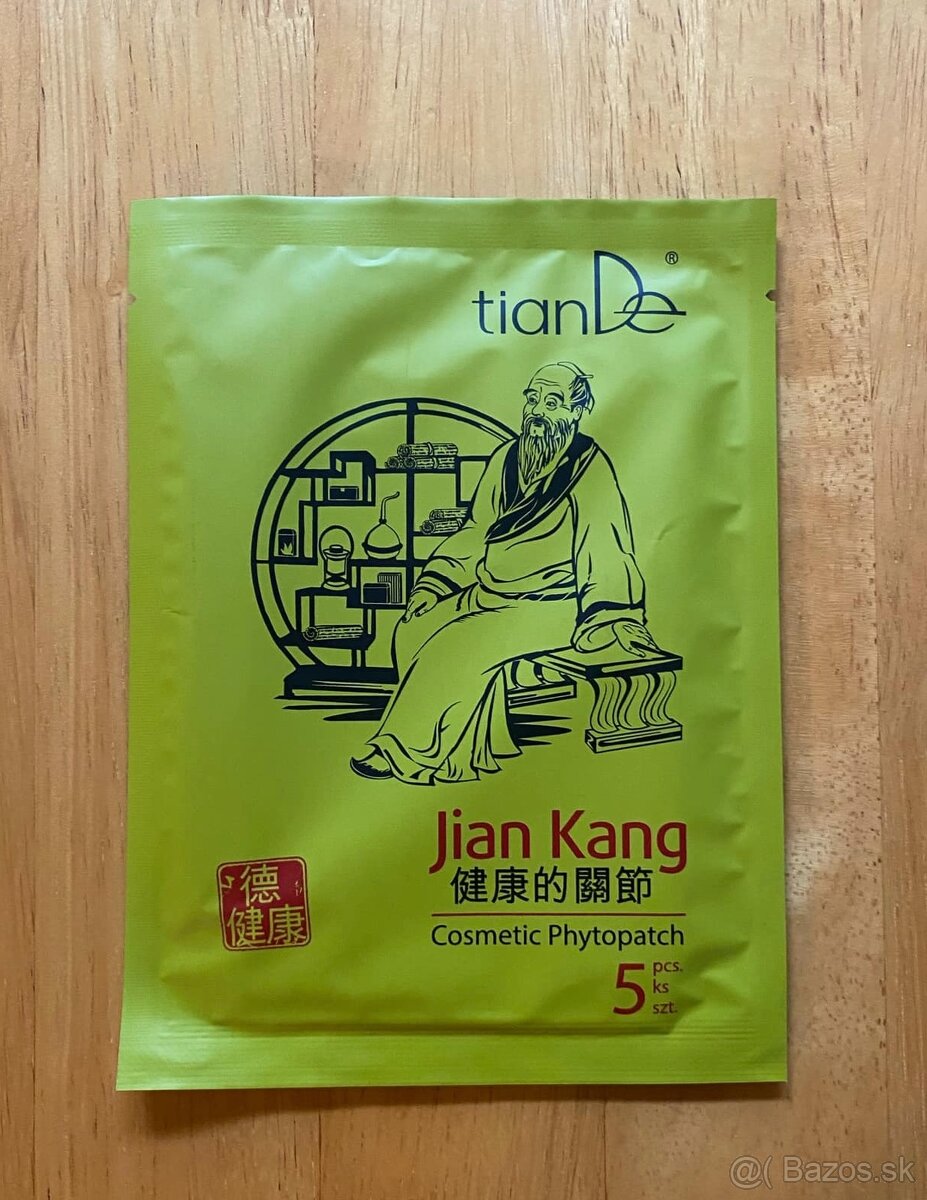 tianDe®
Jian Kang
健康的關節
德
健康
Cosmetic Phytopatch
5 pcs.
ks
szt.
@( Bazos.sk